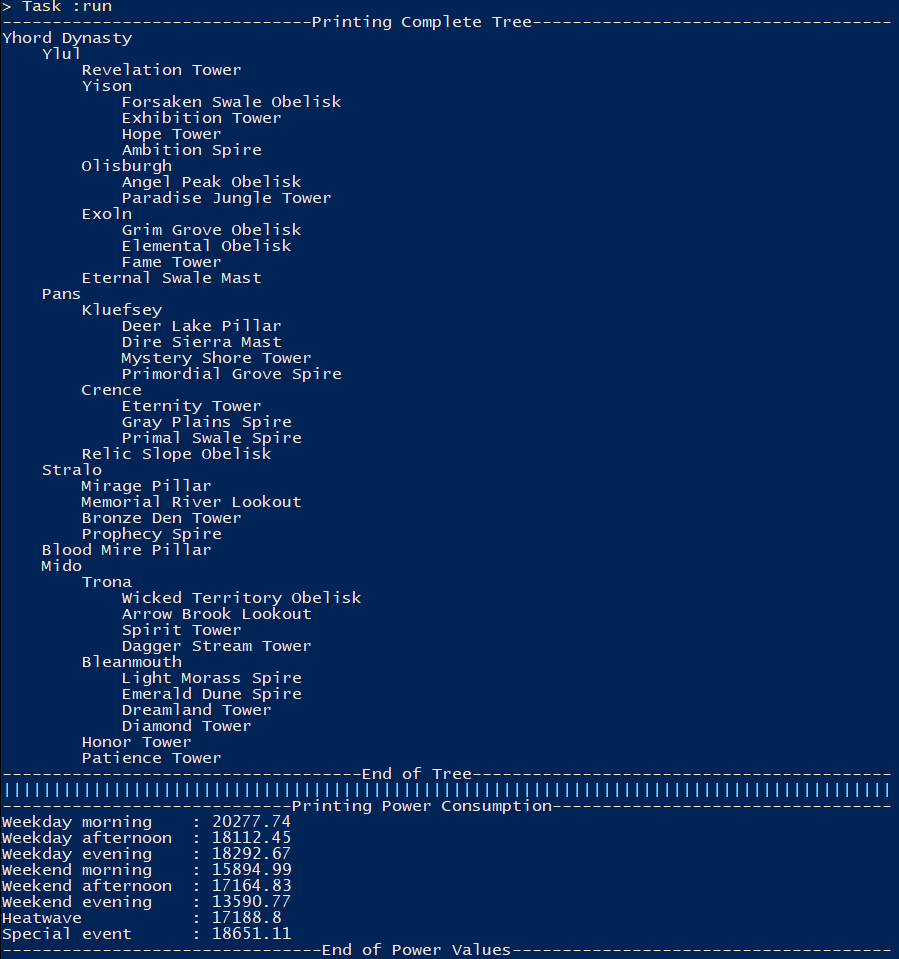 > Task :run
-------------------------------Printing Complete Tree------------------------------------
Yhord Dynasty
    Ylul
        Revelation Tower
        Yison
            Forsaken Swale Obelisk
            Exhibition Tower
            Hope Tower
            Ambition Spire
        Olisburgh
            Angel Peak Obelisk
            Paradise Jungle Tower
        Exoln
            Grim Grove Obelisk
            Elemental Obelisk
            Fame Tower
        Eternal Swale Mast
    Pans
        Kluefsey
            Deer Lake Pillar
            Dire Sierra Mast
            Mystery Shore Tower
            Primordial Grove Spire
        Crence
            Eternity Tower
            Gray Plains Spire
            Primal Swale Spire
        Relic Slope Obelisk
    Stralo
        Mirage Pillar
        Memorial River Lookout
        Bronze Den Tower
        Prophecy Spire
    Blood Mire Pillar
    Mido
        Trona
            Wicked Territory Obelisk
            Arrow Brook Lookout
            Spirit Tower
            Dagger Stream Tower
        Bleanmouth
            Light Morass Spire
            Emerald Dune Spire
            Dreamland Tower
            Diamond Tower
        Honor Tower
        Patience Tower
------------------------------------End of Tree------------------------------------------
|||||||||||||||||||||||||||||||||||||||||||||||||||||||||||||||||||||||||||||||||||||||||
-----------------------------Printing Power Consumption----------------------------------
Weekday morning    : 20277.74
Weekday afternoon  : 18112.45
Weekday evening    : 18292.67
Weekend morning    : 15894.99
Weekend afternoon  : 17164.83
Weekend evening    : 13590.77
Heatwave           : 17188.8
Special event      : 18651.11
--------------------------------End of Power Values--------------------------------------